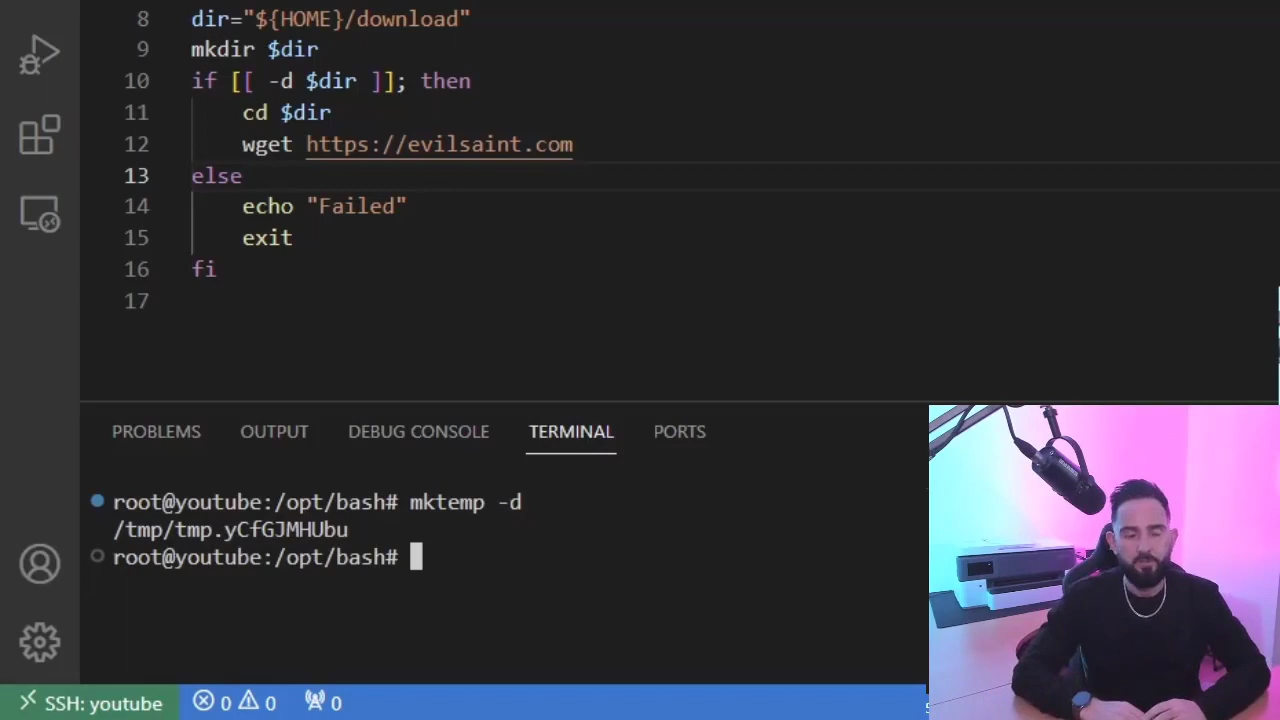 8 dir="${HOME}/download"
9 mkdir $dir
10 if [[ -d $dir ]]; then
11 cd $dir
12 wget https://evilsaint.com
13 else
14 echo "Failed"
15 exit
16 fi
17
PROBLEMS OUTPUT DEBUG CONSOLE TERMINAL PORTS
root@youtube:/opt/bash# mktemp -d
/tmp/tmp.yCfGJMHUbu
root@youtube:/opt/bash#
SSH: youtube 0 0 0